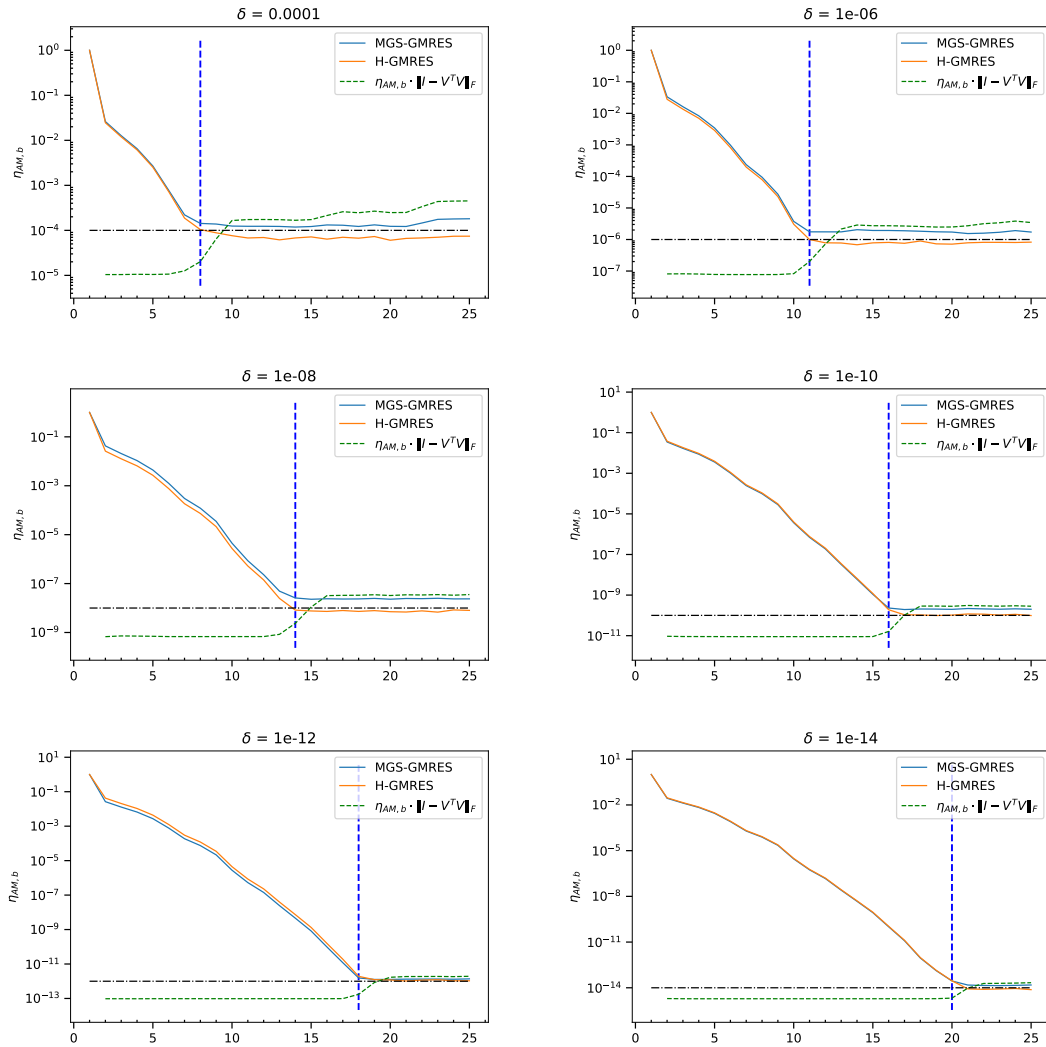 δ = 0.0001
MGS-GMRES
H-GMRES
η_{AM, b} · ‖I − V^T V‖_F
η_{AM, b}
10^0
10^{-1}
10^{-2}
10^{-3}
10^{-4}
10^{-5}
0 5 10 15 20 25
δ = 1e-06
MGS-GMRES
H-GMRES
η_{AM, b} · ‖I − V^T V‖_F
η_{AM, b}
10^0
10^{-1}
10^{-2}
10^{-3}
10^{-4}
10^{-5}
10^{-6}
10^{-7}
0 5 10 15 20 25
δ = 1e-08
MGS-GMRES
H-GMRES
η_{AM, b} · ‖I − V^T V‖_F
η_{AM, b}
10^{-1}
10^{-3}
10^{-5}
10^{-7}
10^{-9}
0 5 10 15 20 25
δ = 1e-10
MGS-GMRES
H-GMRES
η_{AM, b} · ‖I − V^T V‖_F
η_{AM, b}
10^1
10^{-1}
10^{-3}
10^{-5}
10^{-7}
10^{-9}
10^{-11}
0 5 10 15 20 25
δ = 1e-12
MGS-GMRES
H-GMRES
η_{AM, b} · ‖I − V^T V‖_F
η_{AM, b}
10^1
10^{-1}
10^{-3}
10^{-5}
10^{-7}
10^{-9}
10^{-11}
10^{-13}
0 5 10 15 20 25
δ = 1e-14
MGS-GMRES
H-GMRES
η_{AM, b} · ‖I − V^T V‖_F
η_{AM, b}
10^1
10^{-2}
10^{-5}
10^{-8}
10^{-11}
10^{-14}
0 5 10 15 20 25